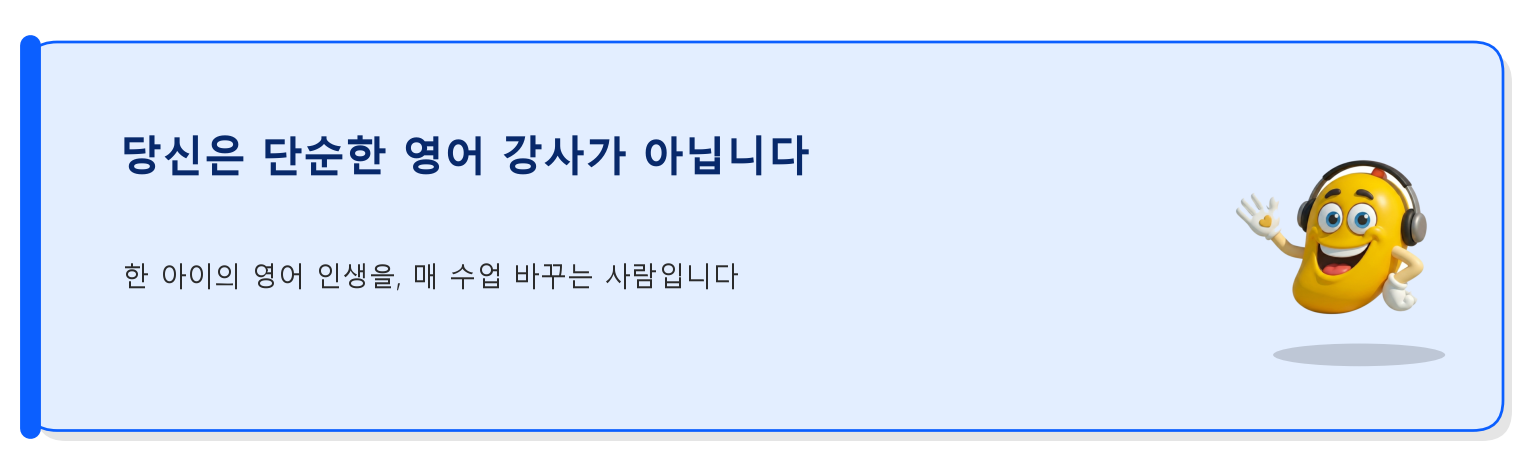 당신은 단순한 영어 강사가 아닙니다
한 아이의 영어 인생을, 매 수업 바꾸는 사람입니다